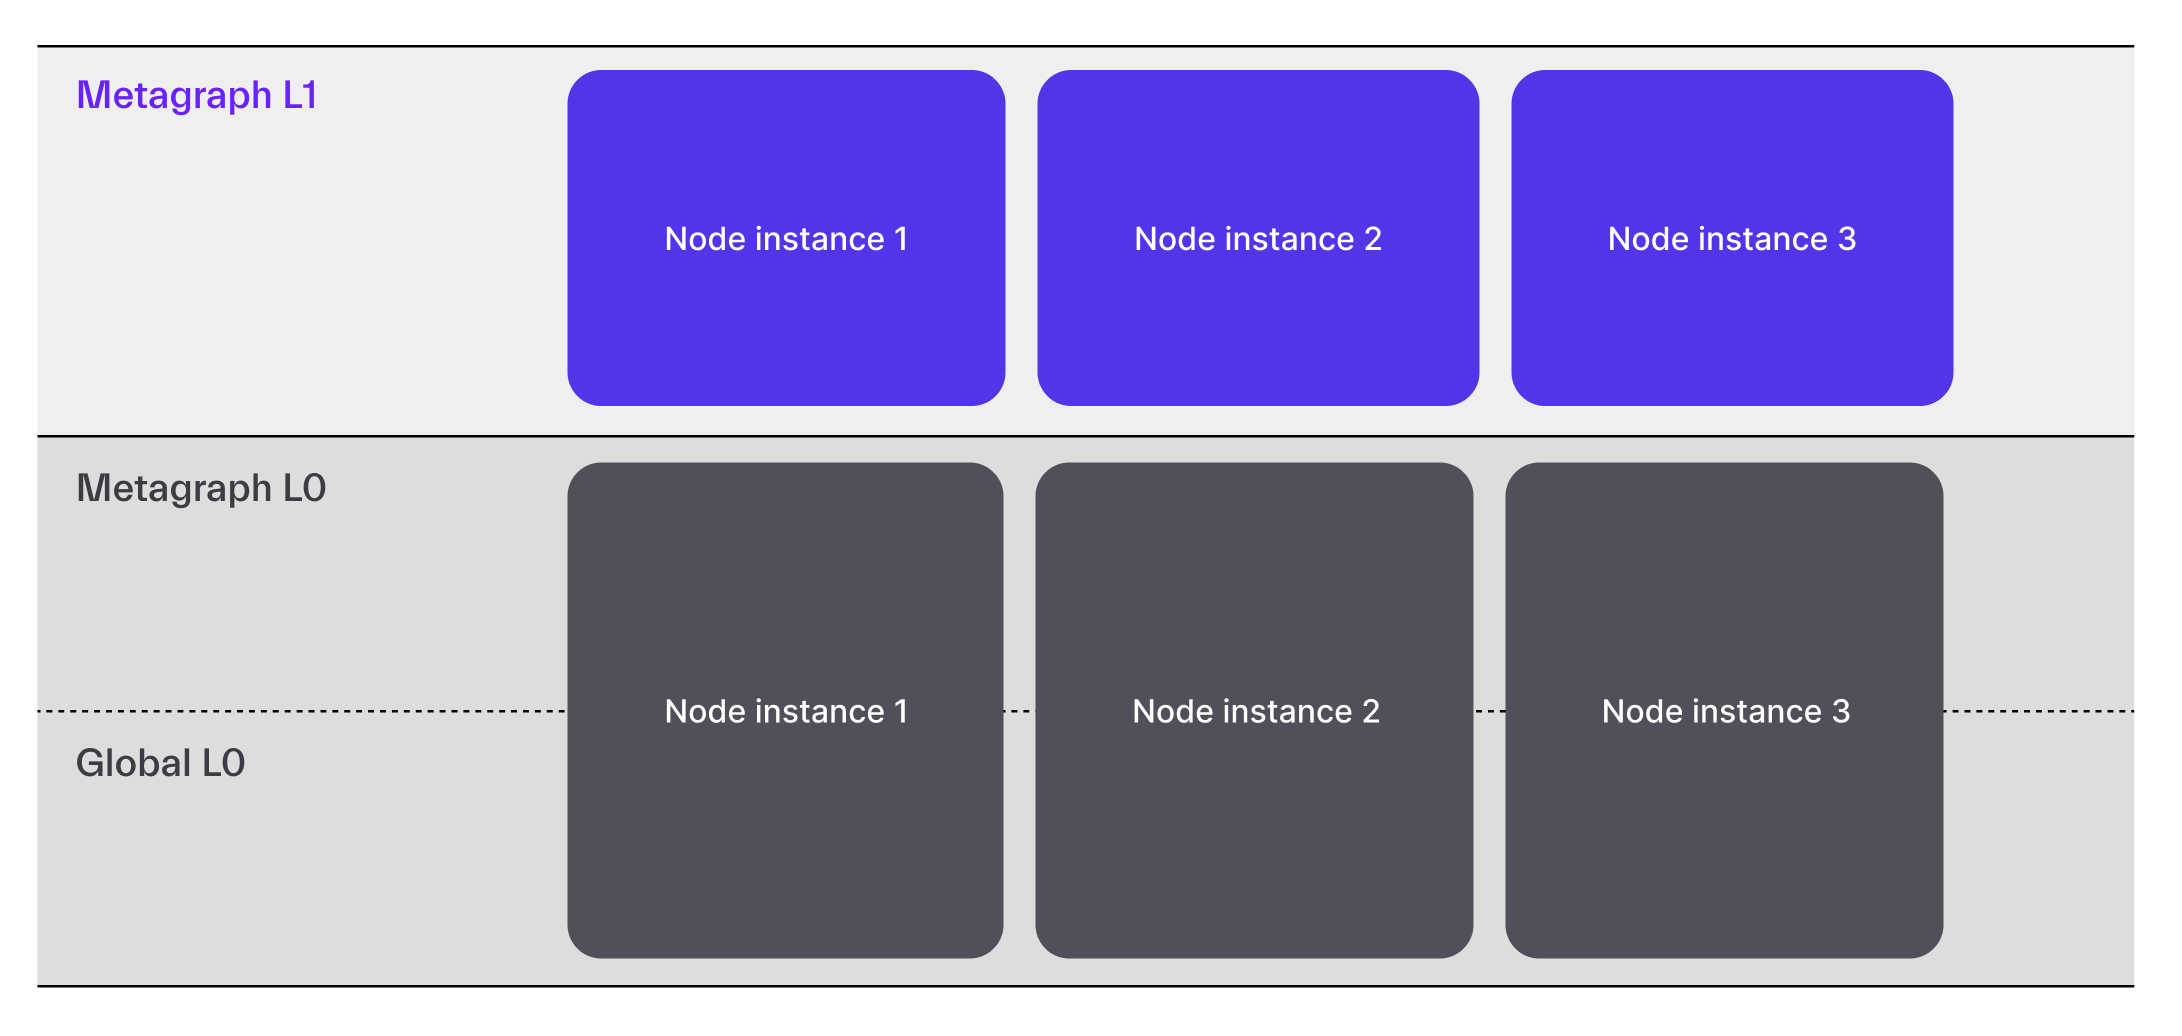 Metagraph L1
Node instance 1
Node instance 2
Node instance 3
Metagraph L0
Node instance 1
Node instance 2
Node instance 3
Global L0